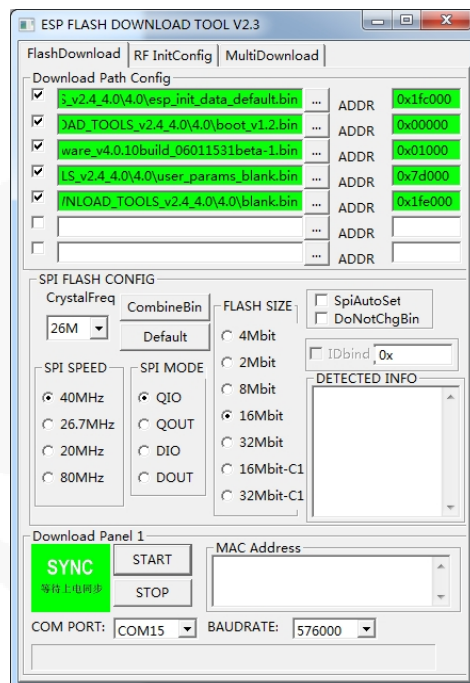 ESP FLASH DOWNLOAD TOOL V2.3
FlashDownload RF InitConfig MultiDownload
Download Path Config
S_v2.4_4.0\4.0\esp_init_data_default.bin ... ADDR 0x1fc000
OAD_TOOLS_v2.4_4.0\4.0\boot_v1.2.bin ... ADDR 0x00000
ware_v4.0.10build_06011531beta-1.bin ... ADDR 0x01000
LS_v2.4_4.0\4.0\user_params_blank.bin ... ADDR 0x7d000
NLOAD_TOOLS_v2.4_4.0\4.0\blank.bin ... ADDR 0x1fe000
... ADDR
... ADDR
SPI FLASH CONFIG
CrystalFreq
26M
CombineBin
Default
SPI SPEED
40MHz
26.7MHz
20MHz
80MHz
SPI MODE
QIO
QOUT
DIO
DOUT
FLASH SIZE
4Mbit
2Mbit
8Mbit
16Mbit
32Mbit
16Mbit-C1
32Mbit-C1
SpiAutoSet
DoNotChgBin
IDbind 0x
DETECTED INFO
Download Panel 1
SYNC
等待上电同步
START
STOP
MAC Address
COM PORT: COM15 BAUDRATE: 576000